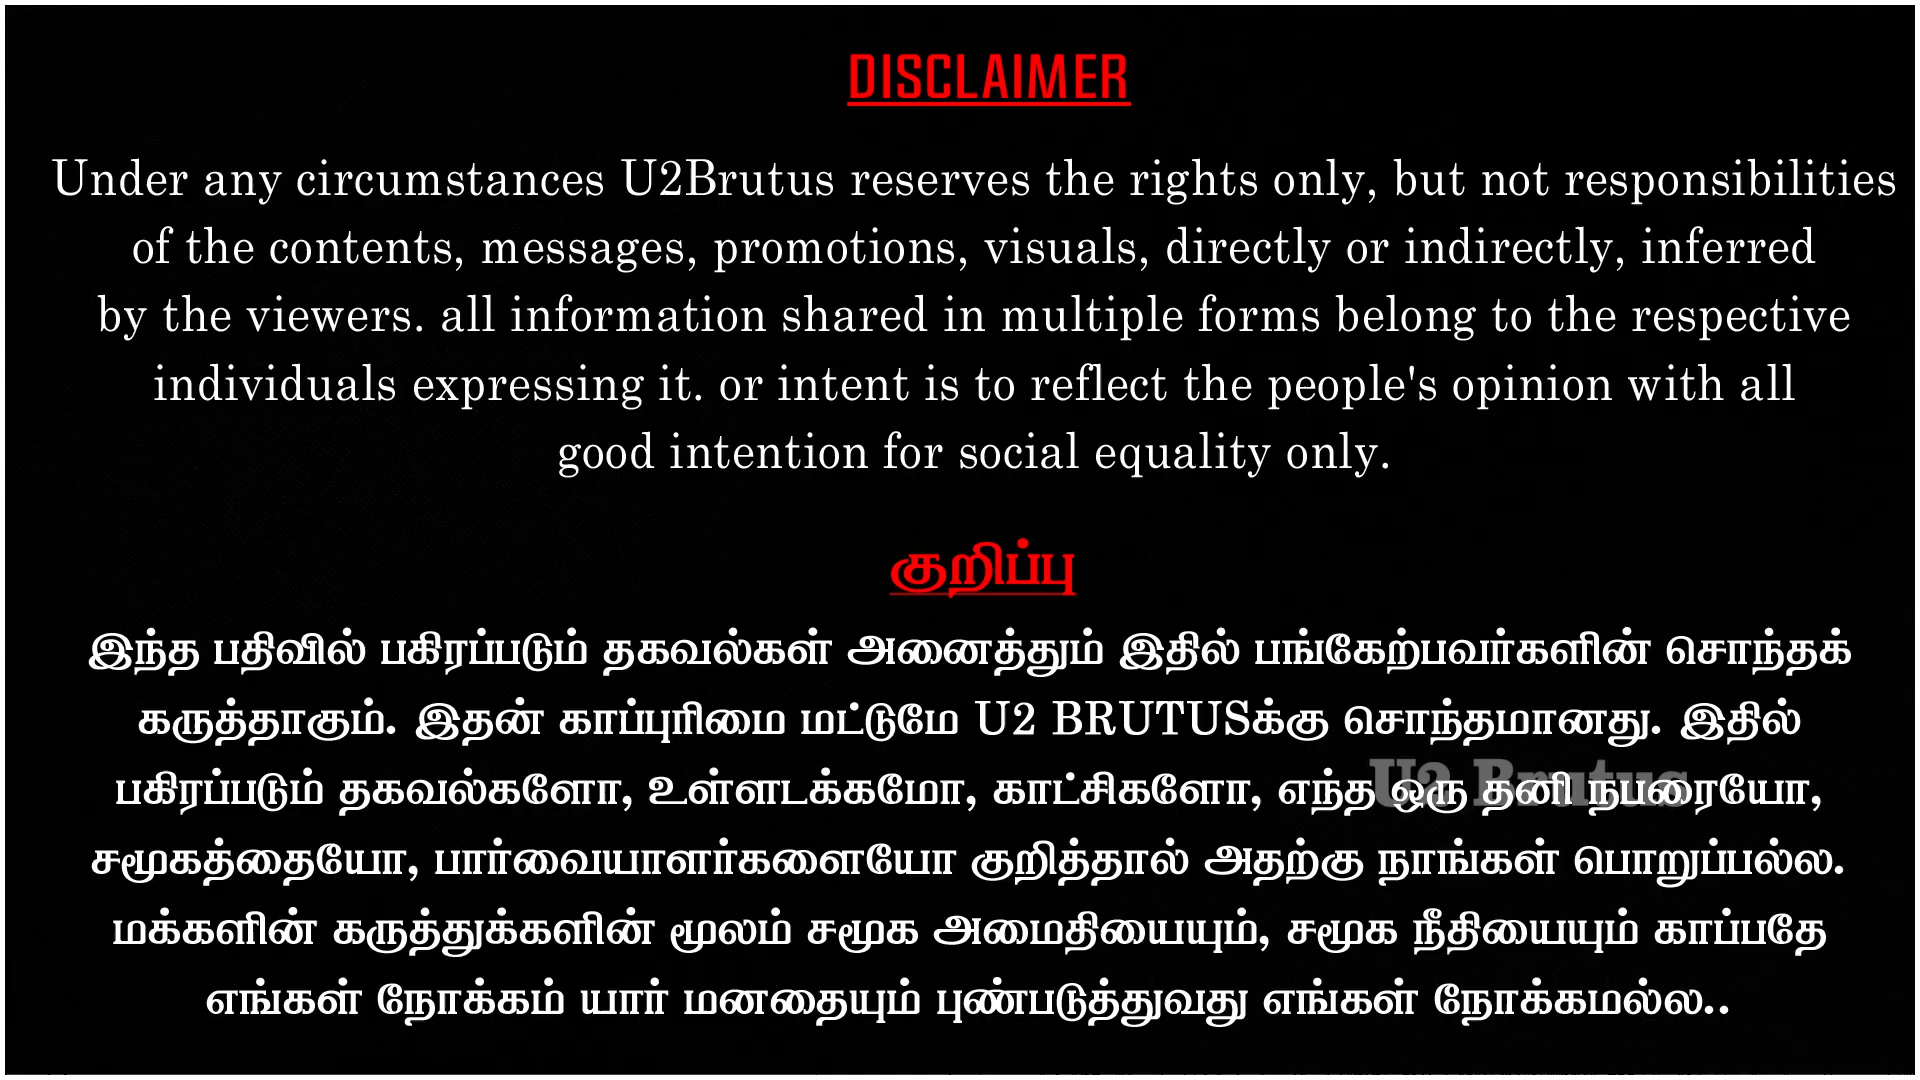 DISCLAIMER
Under any circumstances U2Brutus reserves the rights only, but not responsibilities
of the contents, messages, promotions, visuals, directly or indirectly, inferred
by the viewers. all information shared in multiple forms belong to the respective
individuals expressing it. or intent is to reflect the people's opinion with all
good intention for social equality only.
குறிப்பு
இந்த பதிவில் பகிரப்படும் தகவல்கள் அனைத்தும் இதில் பங்கேற்பவர்களின் சொந்தக்
கருத்தாகும். இதன் காப்புரிமை மட்டுமே U2 BRUTUSக்கு சொந்தமானது. இதில்
U2 Brutus
பகிரப்படும் தகவல்களோ, உள்ளடக்கமோ, காட்சிகளோ, எந்த ஒரு தனி நபரையோ,
சமூகத்தையோ, பார்வையாளர்களையோ குறித்தால் அதற்கு நாங்கள் பொறுப்பல்ல.
மக்களின் கருத்துக்களின் மூலம் சமூக அமைதியையும், சமூக நீதியையும் காப்பதே
எங்கள் நோக்கம் யார் மனதையும் புண்படுத்துவது எங்கள் நோக்கமல்ல..